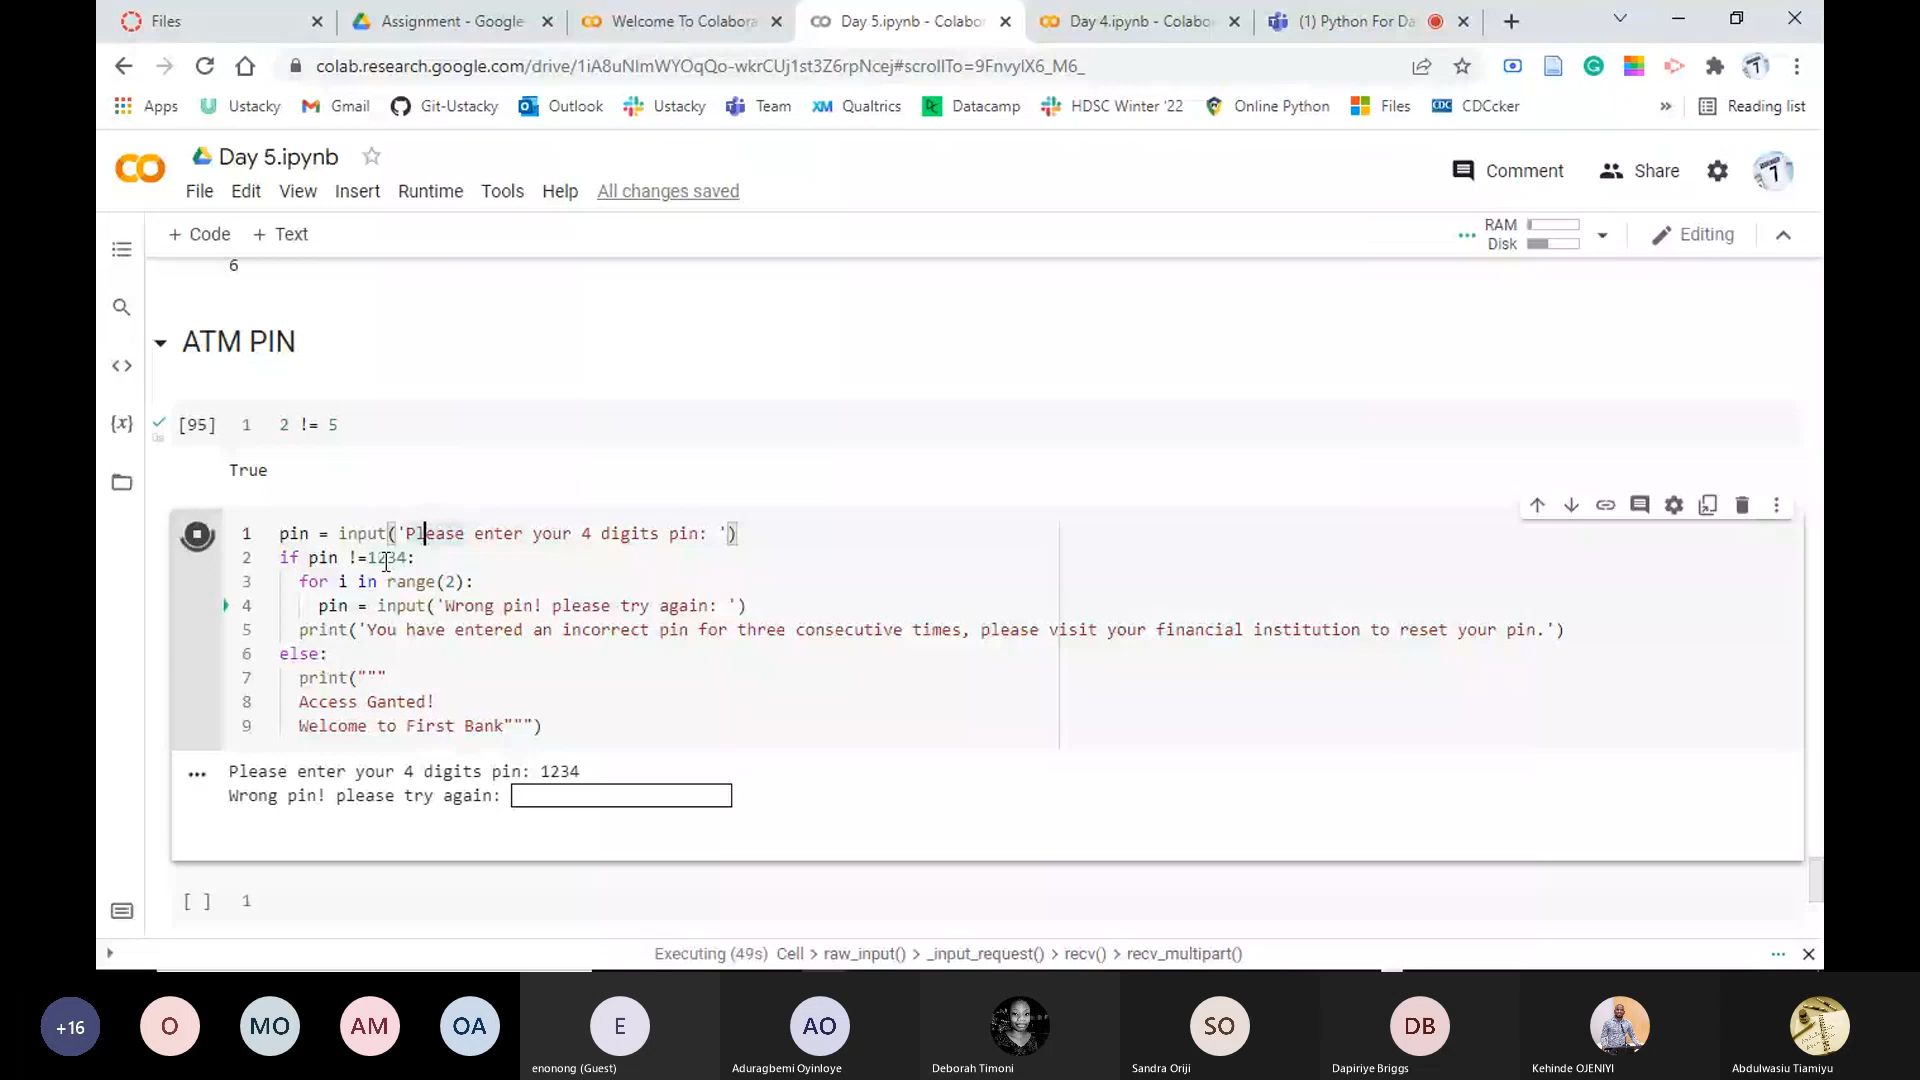 Files
Assignment - Google
Welcome To Colabora
Day 5.ipynb - Colabo
Day 4.ipynb - Colabo
(1) Python For Da
colab.research.google.com/drive/1iA8uNImWYOqQo-wkrCUj1st3Z6rpNcej#scrollTo=9FnvylX6_M6_
Apps
Ustacky
Gmail
Git-Ustacky
Outlook
Ustacky
Team
XM Qualtrics
Datacamp
HDSC Winter '22
Online Python
Files
CDC CDCcker
»
Reading list
CO
Day 5.ipynb
File Edit View Insert Runtime Tools Help All changes saved
Comment
Share
+ Code + Text
RAM
Disk
Editing
6
ATM PIN
[95] 1 2 != 5
True
1 pin = input('Please enter your 4 digits pin: ')
2 if pin !=1234:
3 for i in range(2):
4 pin = input('Wrong pin! please try again: ')
5 print('You have entered an incorrect pin for three consecutive times, please visit your financial institution to reset your pin.')
6 else:
7 print("""
8 Access Ganted!
9 Welcome to First Bank""")
Please enter your 4 digits pin: 1234
Wrong pin! please try again:
[ ] 1
Executing (49s) Cell > raw_input() > _input_request() > recv() > recv_multipart()
+16
O
MO
AM
OA
E
AO
SO
DB
enonong (Guest)
Aduragbemi Oyinloye
Deborah Timoni
Sandra Oriji
Dapiriye Briggs
Kehinde OJENIYI
Abdulwasiu Tiamiyu